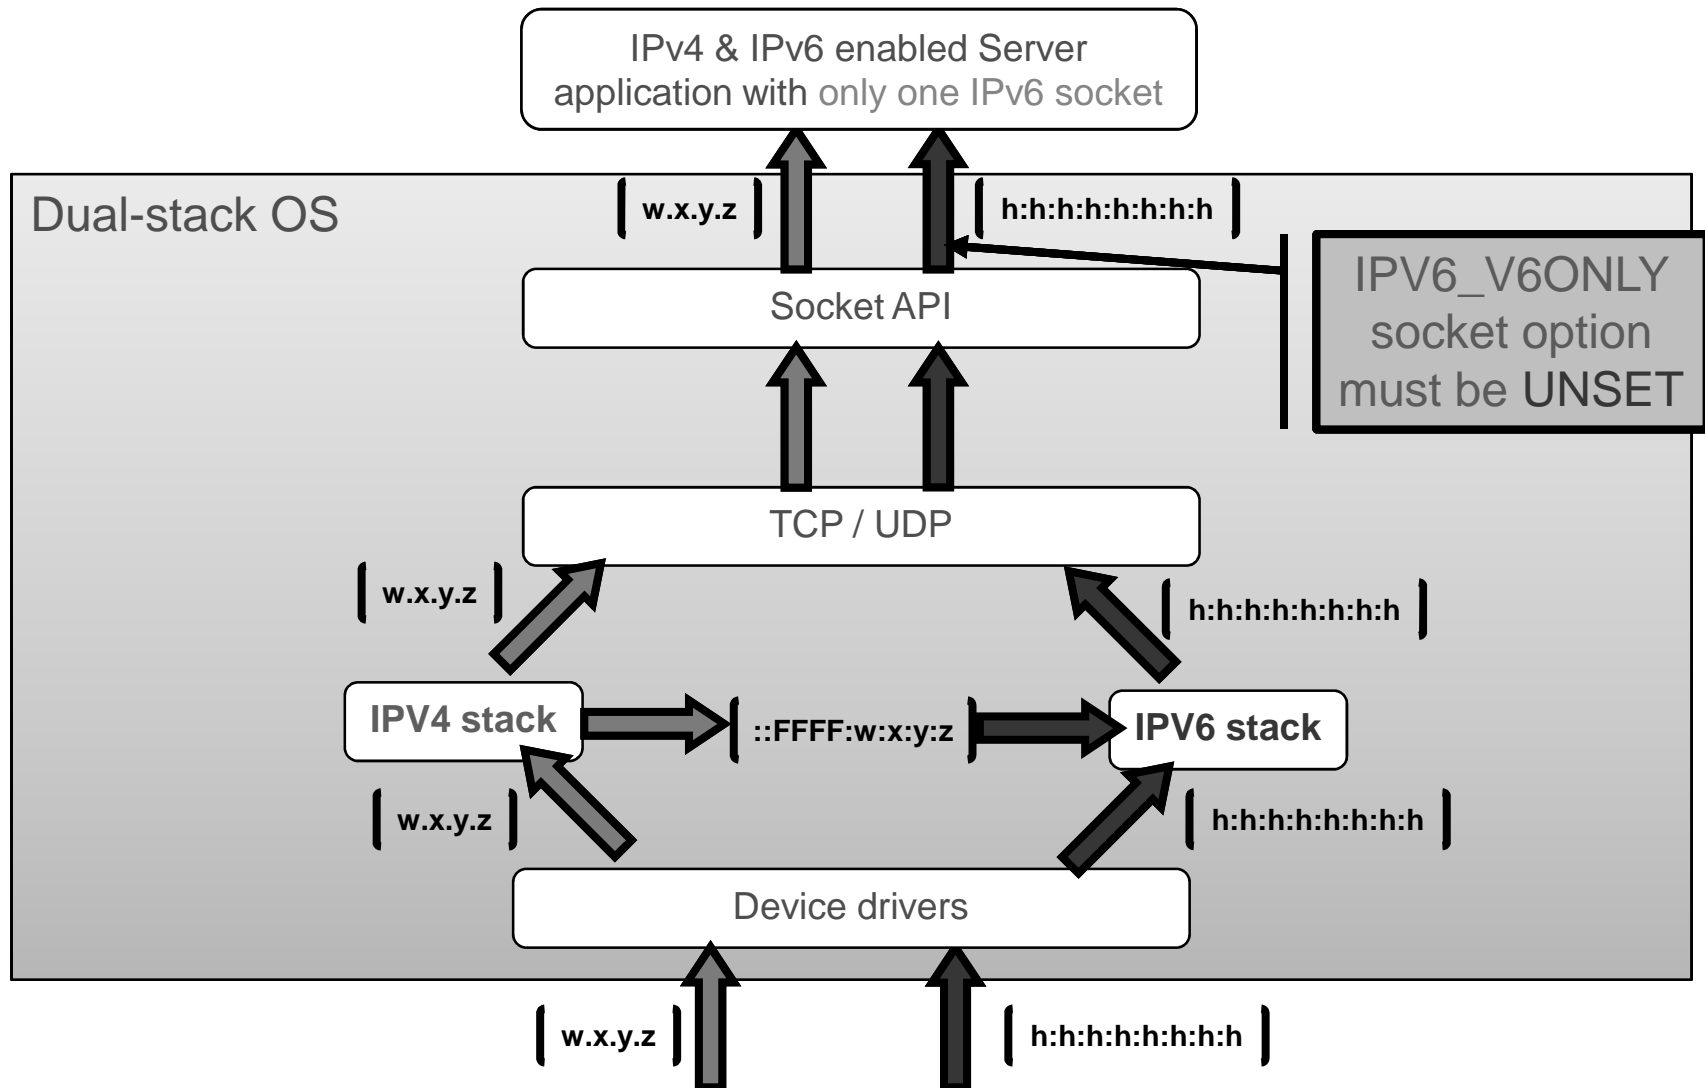 IPv4 & IPv6 enabled Server
application with only one IPv6 socket
Dual-stack OS
w.x.y.z
h:h:h:h:h:h:h:h
IPV6_V6ONLY
socket option
must be UNSET
Socket API
TCP / UDP
w.x.y.z
h:h:h:h:h:h:h:h
IPV4 stack
::FFFF:w:x:y:z
IPV6 stack
w.x.y.z
h:h:h:h:h:h:h:h
Device drivers
w.x.y.z
h:h:h:h:h:h:h:h